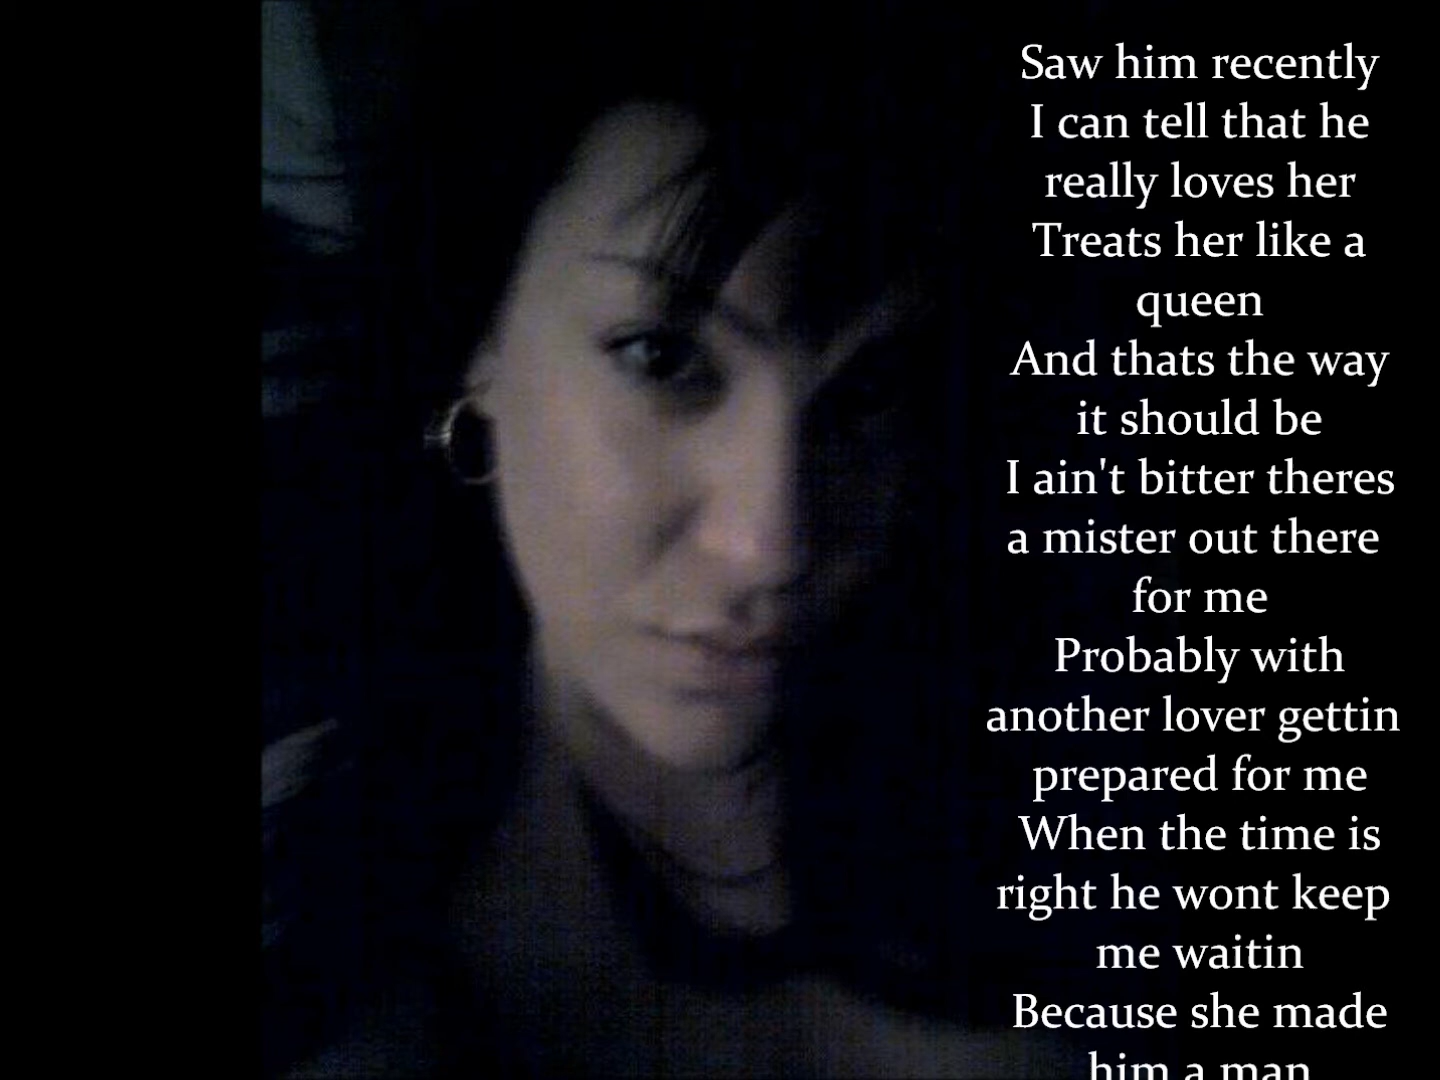 Saw him recently
I can tell that he
really loves her
Treats her like a
queen
And thats the way
it should be
I ain't bitter theres
a mister out there
for me
Probably with
another lover gettin
prepared for me
When the time is
right he wont keep
me waitin
Because she made
him a man